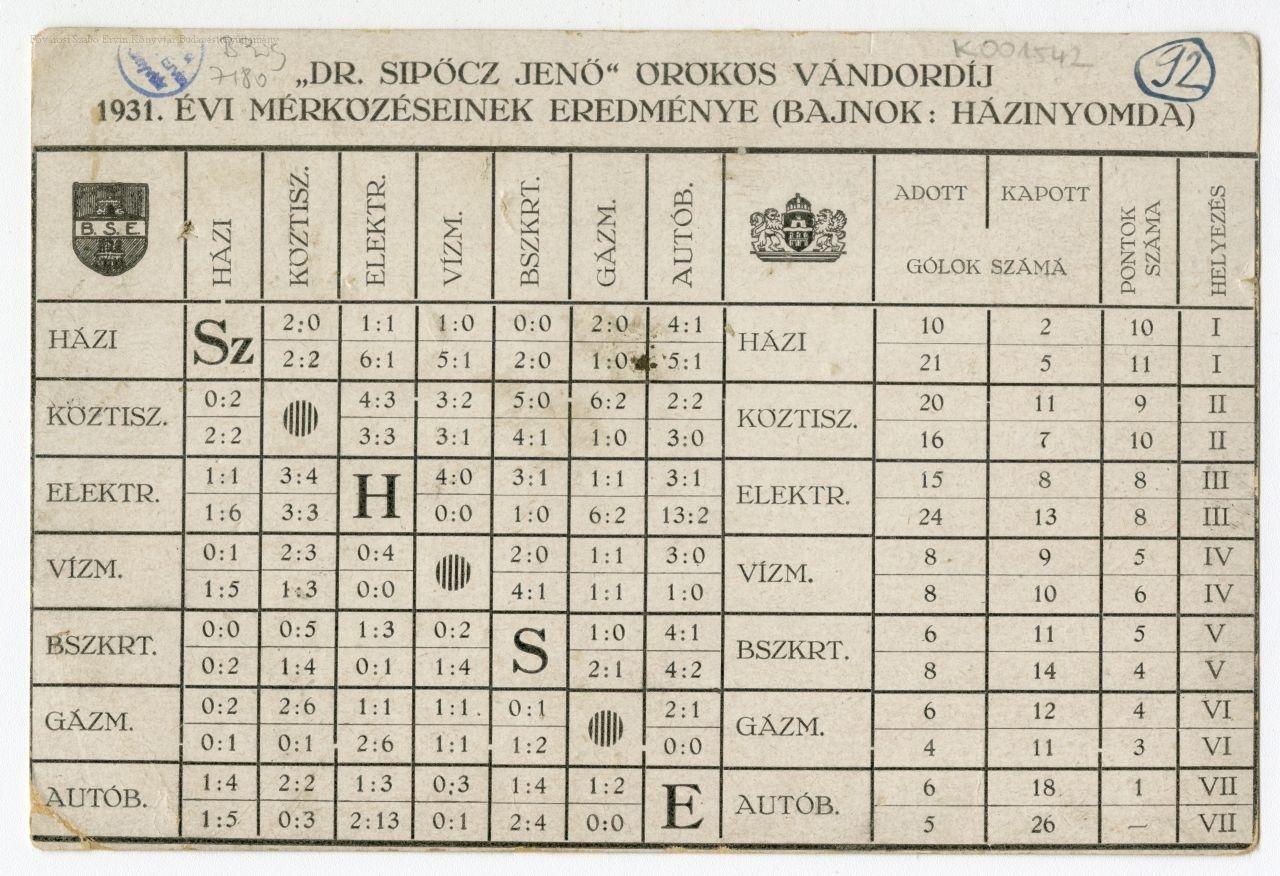 Fővárosi Szabó Ervin Könyvtár Budapest Gyűjtemény
B 725
7180
K001542
92
„DR. SIPŐCZ JENŐ“ ÖRÖKÖS VÁNDORDÍJ
1931. ÉVI MÉRKŐZÉSEINEK EREDMÉNYE (BAJNOK: HÁZINYOMDA)
B.S.E. HÁZI KÖZTISZ. ELEKTR. VÍZM. BSZKRT. GÁZM. AUTÓB. ADOTT KAPOTT PONTOK SZÁMA HELYEZÉS
GÓLOK SZÁMA
HÁZI Sz 2:0 1:1 1:0 0:0 2:0 4:1 HÁZI 10 2 10 I
2:2 6:1 5:1 2:0 1:0 5:1 21 5 11 I
KÖZTISZ. 0:2 4:3 3:2 5:0 6:2 2:2 KÖZTISZ. 20 11 9 II
2:2 3:3 3:1 4:1 1:0 3:0 16 7 10 II
ELEKTR. 1:1 3:4 H 4:0 3:1 1:1 3:1 ELEKTR. 15 8 8 III
1:6 3:3 0:0 1:0 6:2 13:2 24 13 8 III
VÍZM. 0:1 2:3 0:4 2:0 1:1 3:0 VÍZM. 8 9 5 IV
1:5 1:3 0:0 4:1 1:1 1:0 8 10 6 IV
BSZKRT. 0:0 0:5 1:3 0:2 S 1:0 4:1 BSZKRT. 6 11 5 V
0:2 1:4 0:1 1:4 2:1 4:2 8 14 4 V
GÁZM. 0:2 2:6 1:1 1:1 0:1 2:1 GÁZM. 6 12 4 VI
0:1 0:1 2:6 1:1 1:2 0:0 4 11 3 VI
AUTÓB. 1:4 2:2 1:3 0:3 1:4 1:2 E AUTÓB. 6 18 1 VII
1:5 0:3 2:13 0:1 2:4 0:0 5 26 — VII